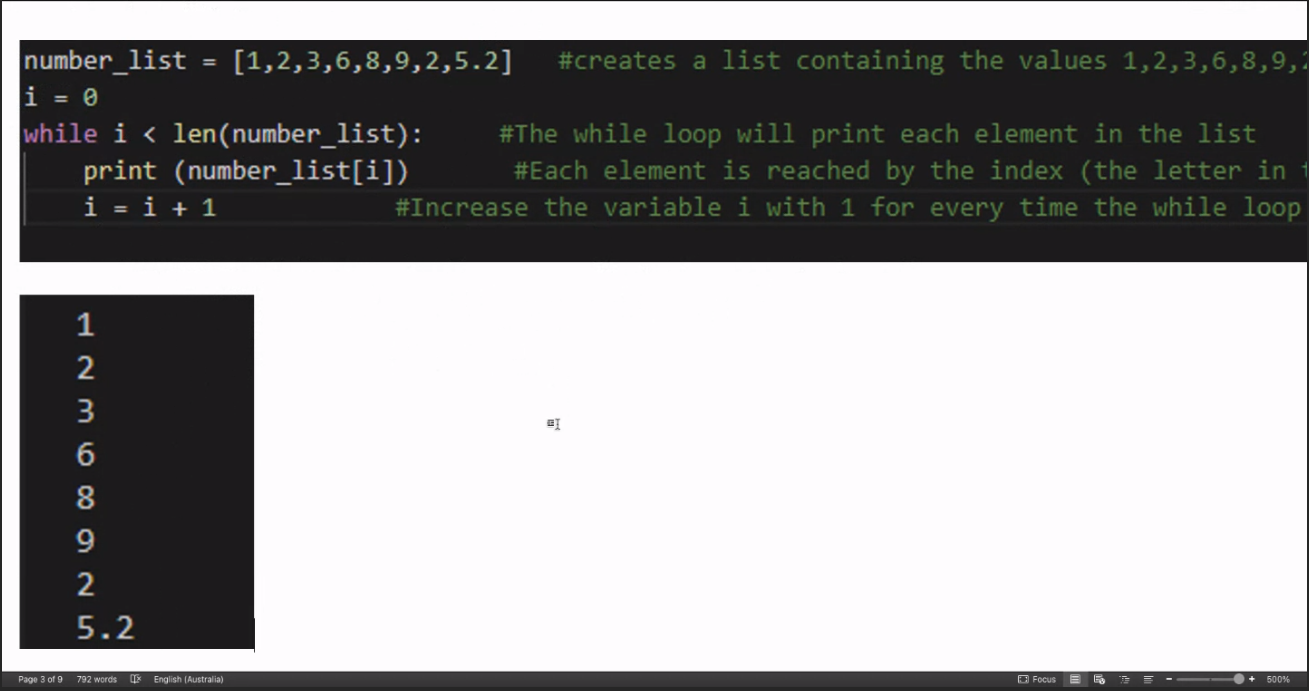 number_list = [1,2,3,6,8,9,2,5.2] #creates a list containing the values 1,2,3,6,8,9,
i = 0
while i < len(number_list): #The while loop will print each element in the list
print (number_list[i]) #Each element is reached by the index (the letter in
i = i + 1 #Increase the variable i with 1 for every time the while loop
1
2
3
6
8
9
2
5.2
Page 3 of 9 792 words English (Australia) Focus 500%